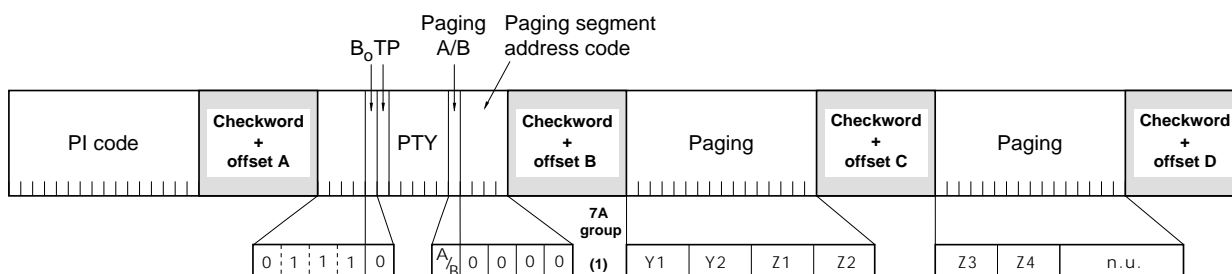 Paging
Paging segment
BoTP
A/B
address code
PI code
Checkword
+
offset A
PTY
Checkword
+
offset B
Paging
Checkword
+
offset C
Paging
Checkword
+
offset D
7A
group
(1)
0 1 1 1 0
A/B 0 0 0 0
Y1 Y2 Z1 Z2
Z3 Z4 n.u.